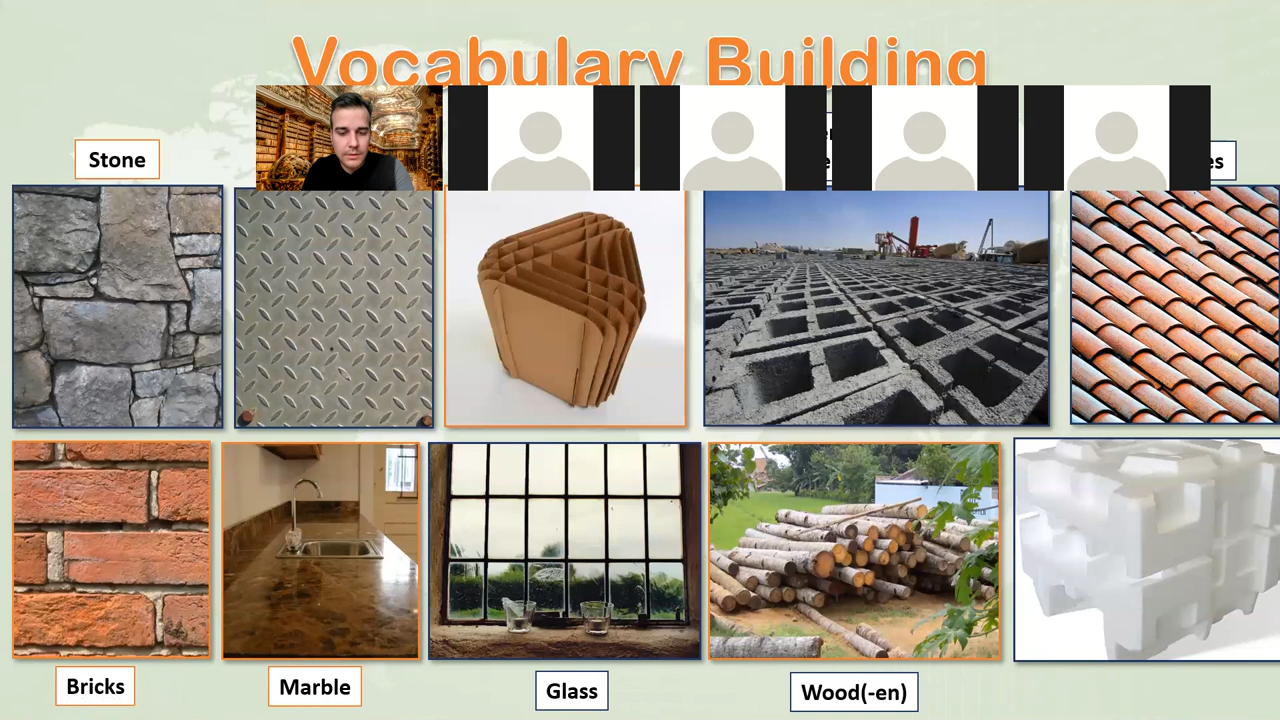 Vocabulary Building
Stone
Bricks
Marble
Glass
Wood(-en)